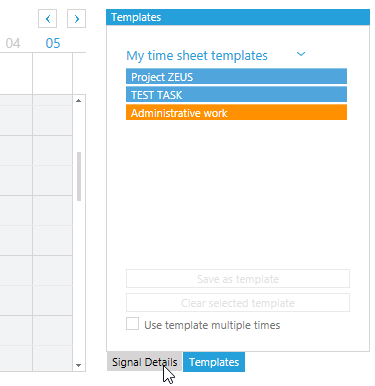 Templates
04 05
My time sheet templates
Project ZEUS
TEST TASK
Administrative work
Save as template
Clear selected template
Use template multiple times
Signal Details Templates